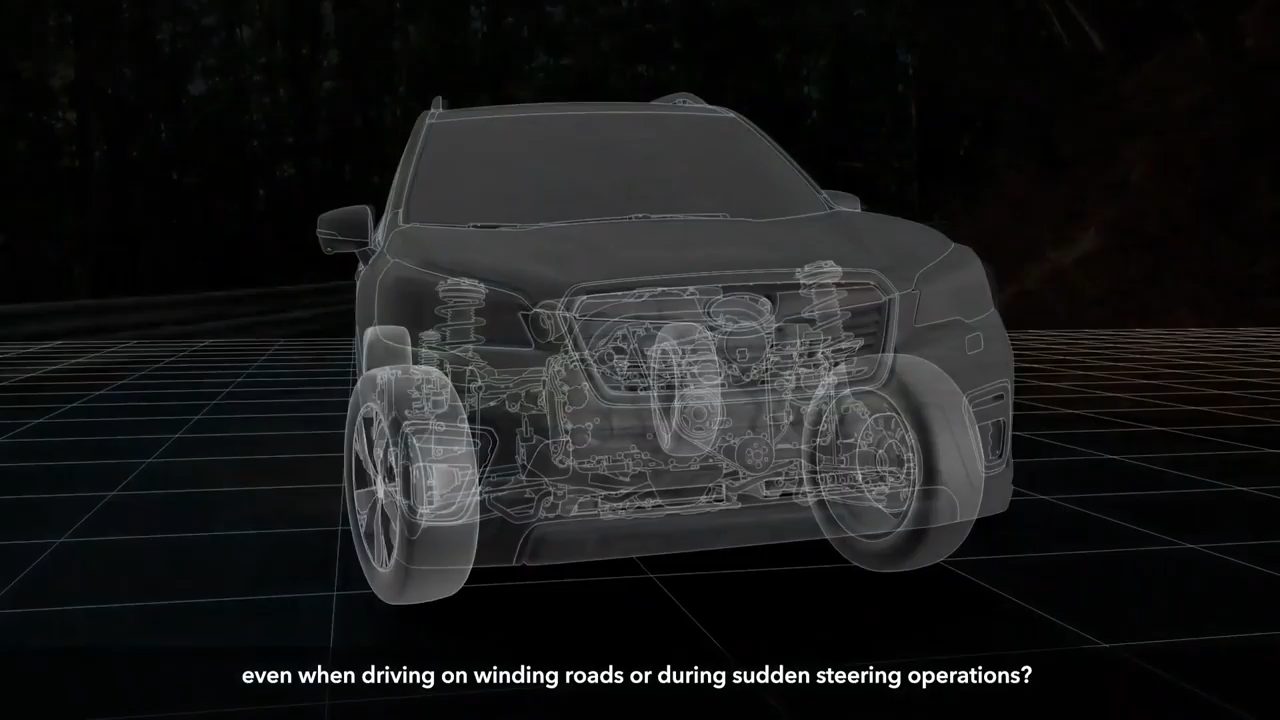 even when driving on winding roads or during sudden steering operations?